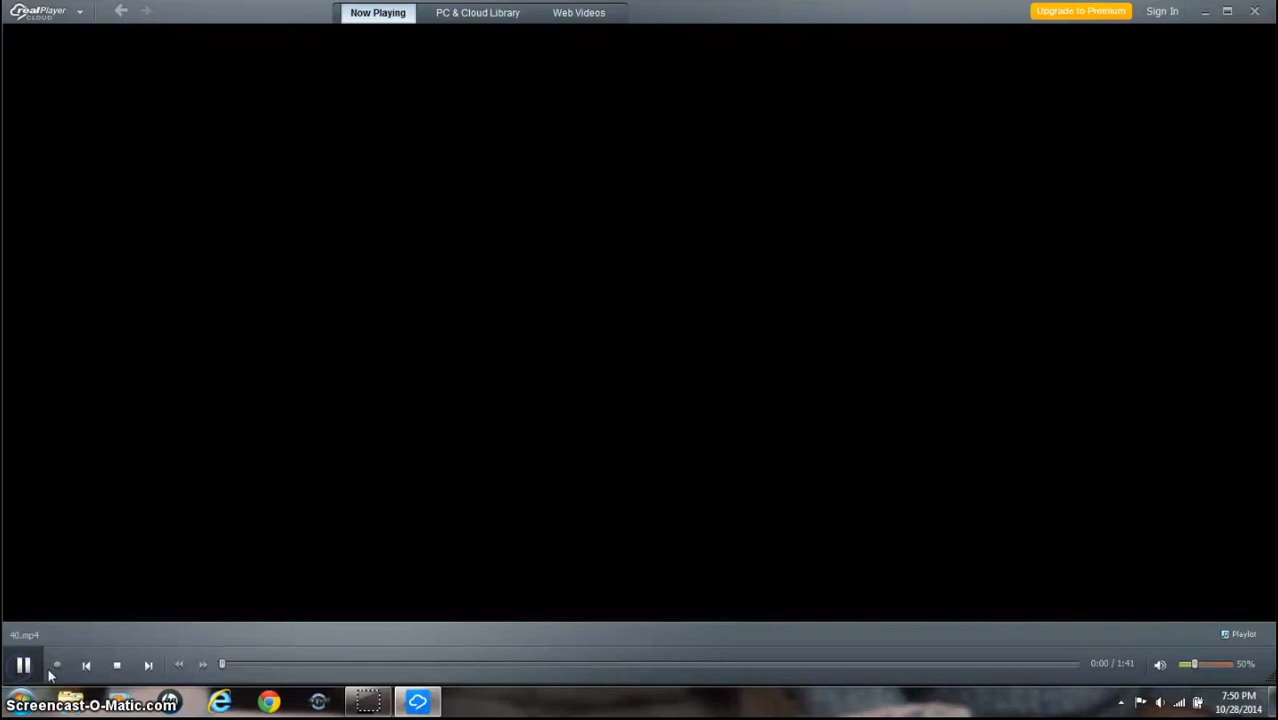 realPlayer
CLOUD
Now Playing
PC & Cloud Library
Web Videos
Upgrade to Premium
Sign In
40.mp4
Playlist
0:00 / 1:41
50%
Screencast-O-Matic.com
7:50 PM
10/28/2014